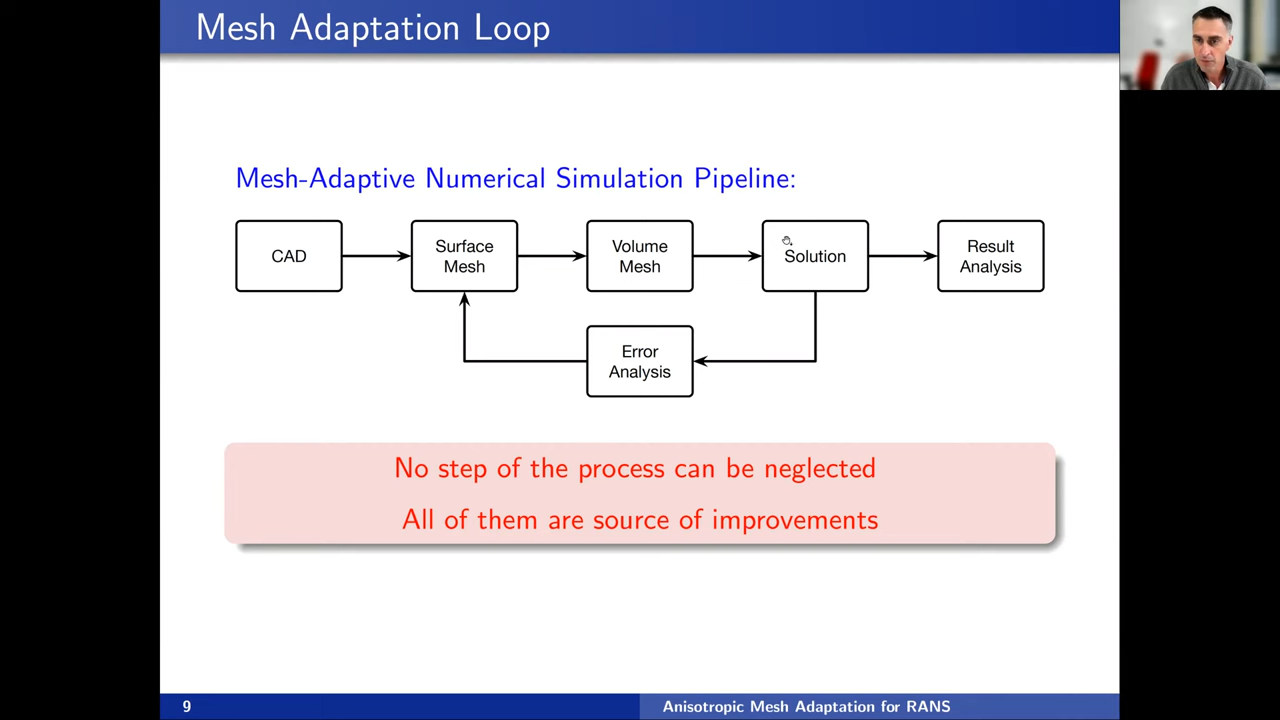 Mesh Adaptation Loop
Mesh-Adaptive Numerical Simulation Pipeline:
CAD
Surface
Mesh
Volume
Mesh
Solution
Result
Analysis
Error
Analysis
No step of the process can be neglected
All of them are source of improvements
9
Anisotropic Mesh Adaptation for RANS